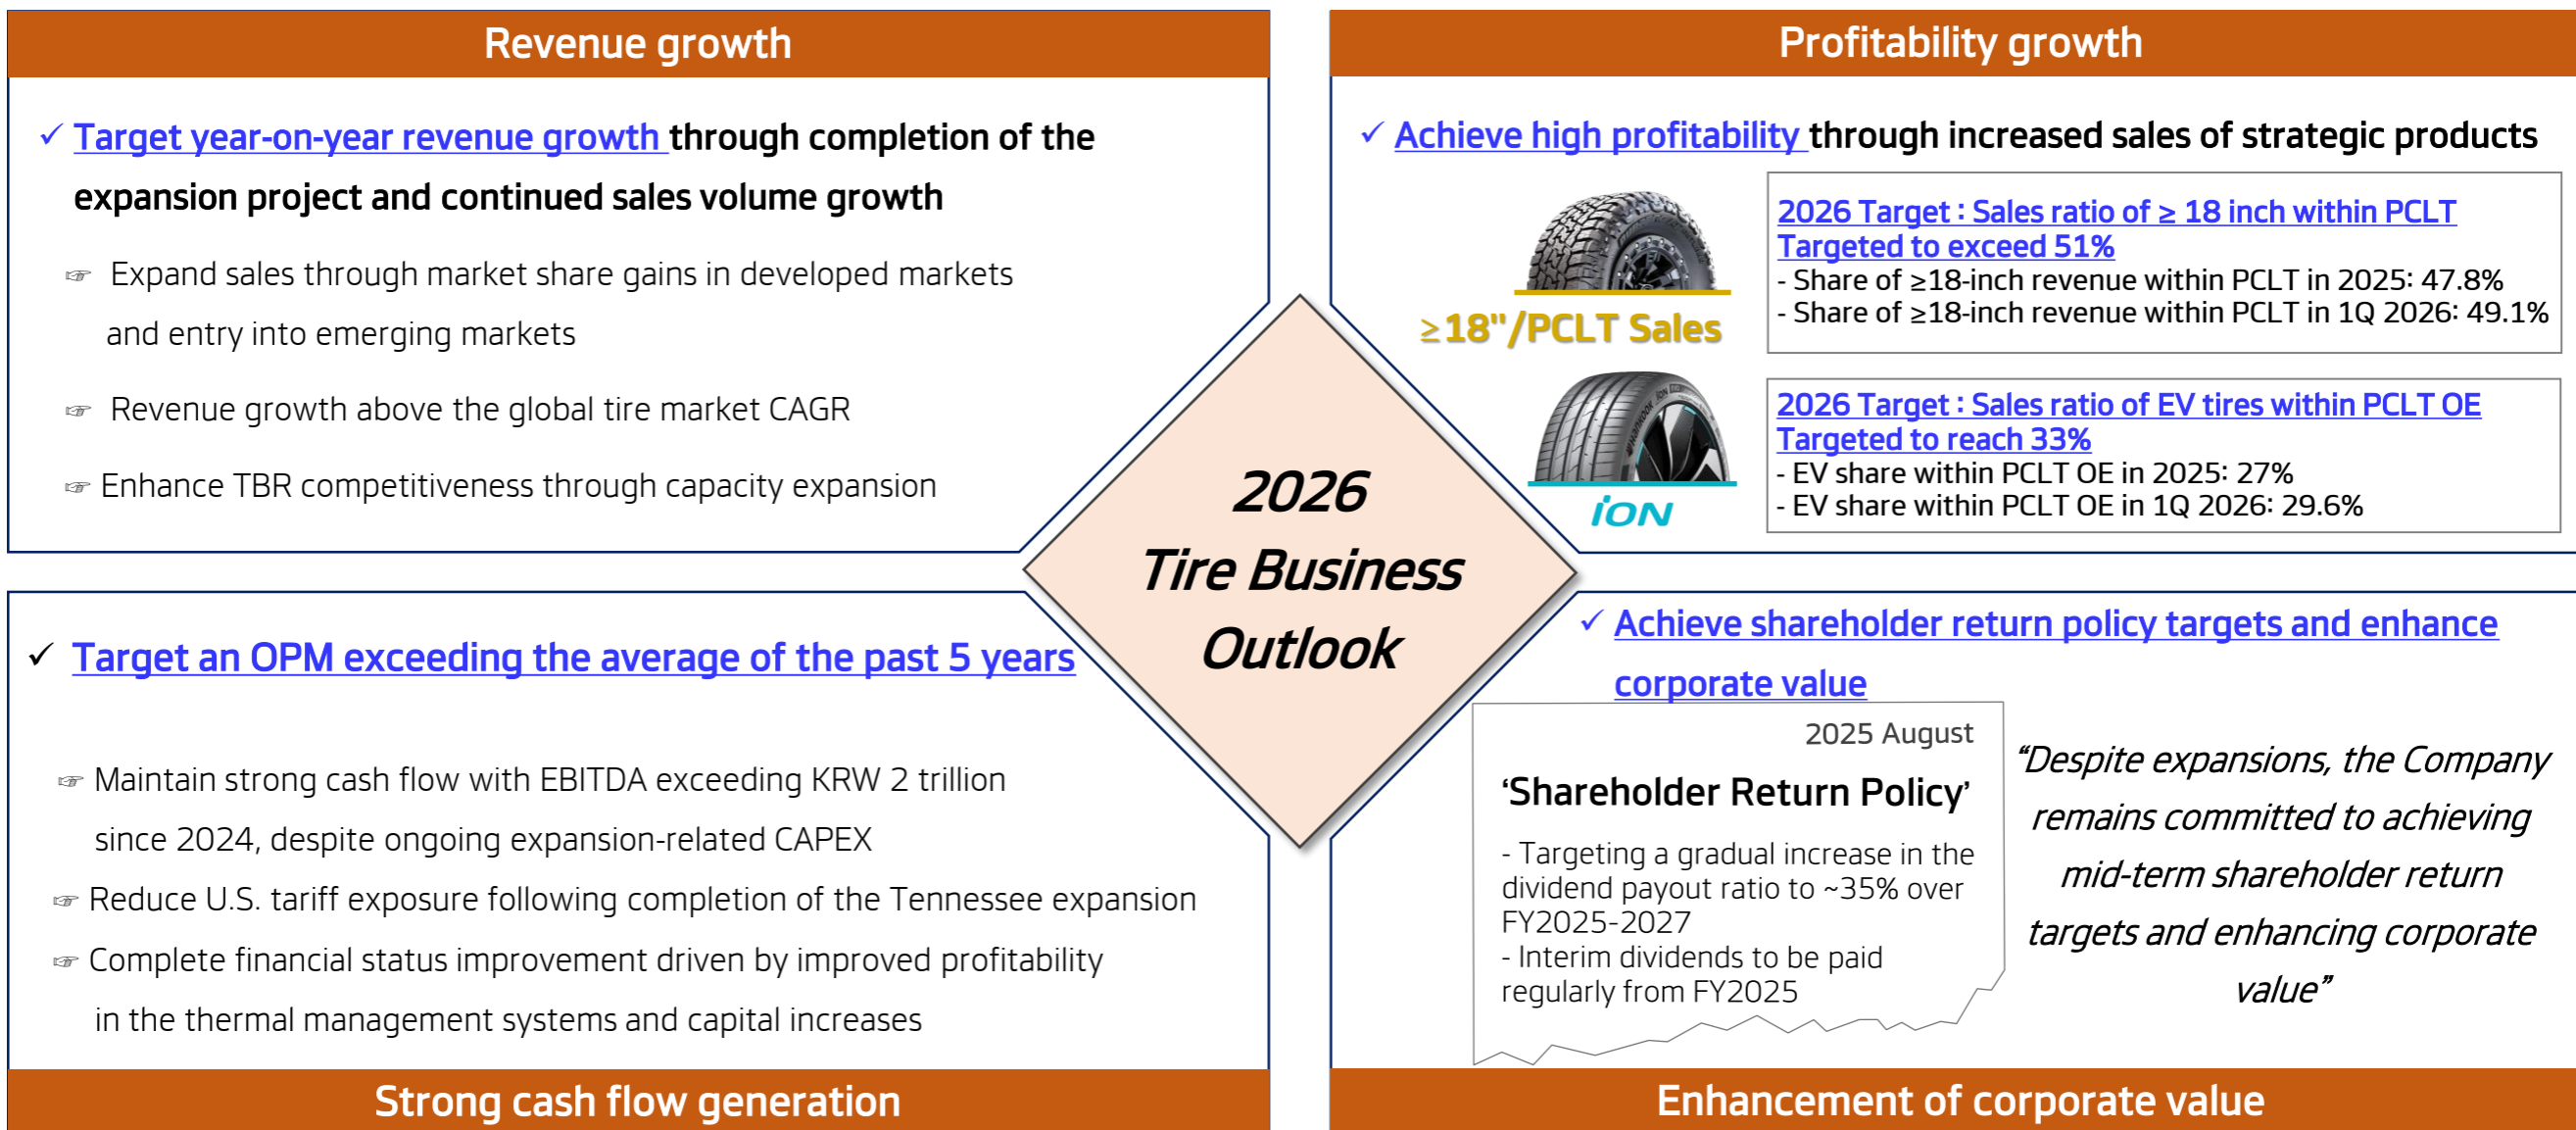 Revenue growth
✓ Target year-on-year revenue growth through completion of the
expansion project and continued sales volume growth
☞ Expand sales through market share gains in developed markets
and entry into emerging markets
☞ Revenue growth above the global tire market CAGR
☞ Enhance TBR competitiveness through capacity expansion
Profitability growth
✓ Achieve high profitability through increased sales of strategic products
≥18"/PCLT Sales
2026 Target : Sales ratio of ≥ 18 inch within PCLT
Targeted to exceed 51%
- Share of ≥18-inch revenue within PCLT in 2025: 47.8%
- Share of ≥18-inch revenue within PCLT in 1Q 2026: 49.1%
HANKOOK iON
iON
2026 Target : Sales ratio of EV tires within PCLT OE
Targeted to reach 33%
- EV share within PCLT OE in 2025: 27%
- EV share within PCLT OE in 1Q 2026: 29.6%
2026
Tire Business
Outlook
✓ Target an OPM exceeding the average of the past 5 years
☞ Maintain strong cash flow with EBITDA exceeding KRW 2 trillion
since 2024, despite ongoing expansion-related CAPEX
☞ Reduce U.S. tariff exposure following completion of the Tennessee expansion
☞ Complete financial status improvement driven by improved profitability
in the thermal management systems and capital increases
Strong cash flow generation
✓ Achieve shareholder return policy targets and enhance
corporate value
2025 August
‘Shareholder Return Policy’
- Targeting a gradual increase in the
dividend payout ratio to ~35% over
FY2025-2027
- Interim dividends to be paid
regularly from FY2025
“Despite expansions, the Company
remains committed to achieving
mid-term shareholder return
targets and enhancing corporate
value”
Enhancement of corporate value